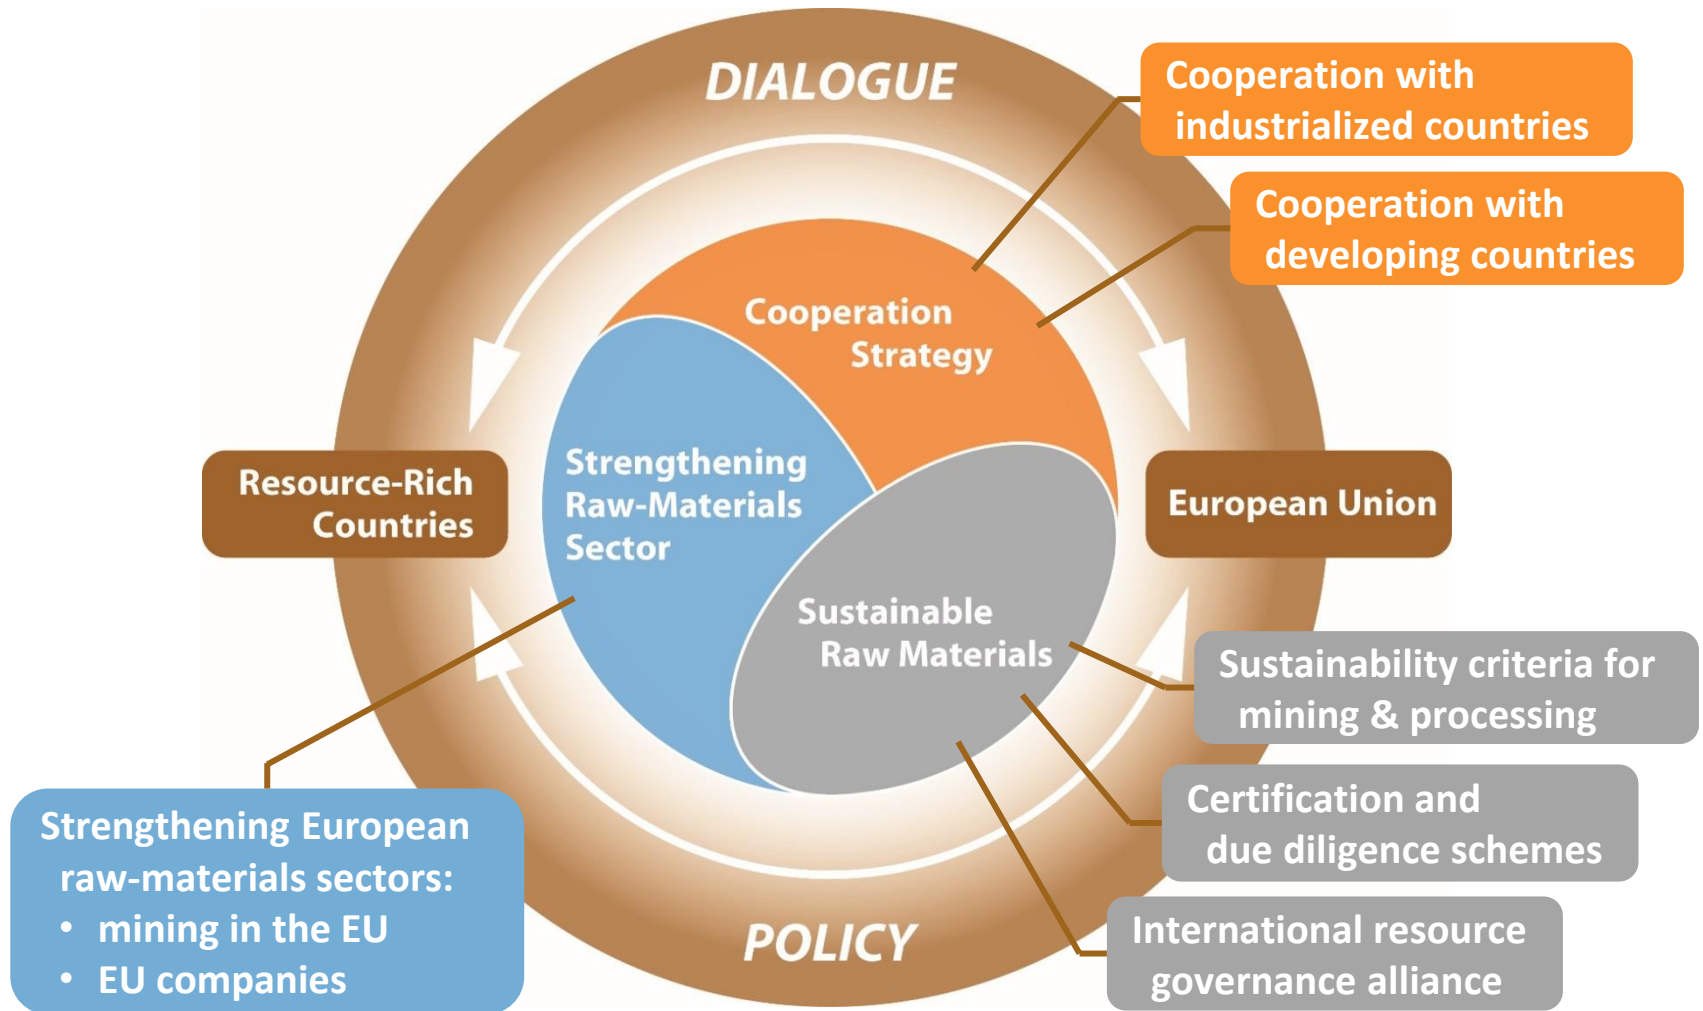 DIALOGUE
Cooperation with
industrialized countries
Cooperation with
developing countries
Cooperation
Strategy
Strengthening
Raw-Materials
Sector
Resource-Rich
Countries
European Union
Sustainable
Raw Materials
Sustainability criteria for
mining & processing
Certification and
due diligence schemes
International resource
governance alliance
Strengthening European
raw-materials sectors:
• mining in the EU
• EU companies
POLICY